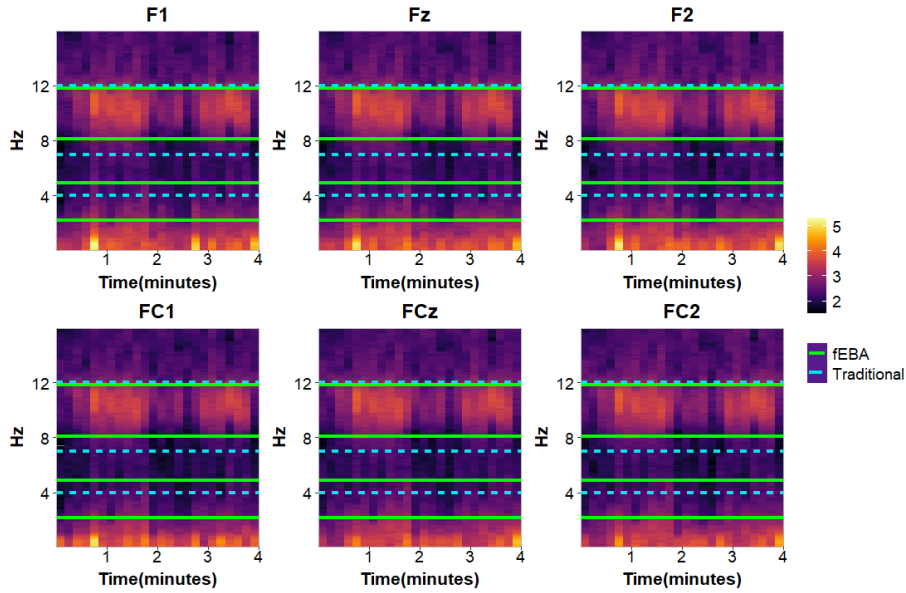 F1 Fz F2
12 12 12
8 8 8
4 4 4
Hz Hz Hz
1 2 3 4 1 2 3 4 1 2 3 4
Time(minutes) Time(minutes) Time(minutes)
5
4
3
2
FC1 FCz FC2
12 12 12
8 8 8
4 4 4
Hz Hz Hz
1 2 3 4 1 2 3 4 1 2 3 4
Time(minutes) Time(minutes) Time(minutes)
fEBA
Traditional